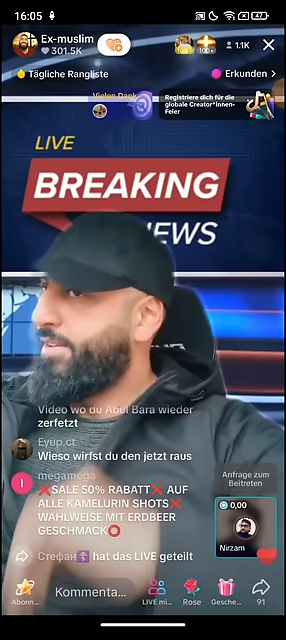 16:05
47
Ex-muslim
301.5K
100+
100+
1.1K
Tägliche Rangliste
Erkunden >
Vielen Dank
Registriere dich für die
globale Creator*innen-
Feier
LIVE
BREAKING
NEWS
Video wo du Abul Bara wieder
zerfetzt
Eyup.ct
Wieso wirfst du den jetzt raus
megamega
❌SALE 50% RABATT❌ AUF
ALLE KAMELURIN SHOTS❌
WAHLWEISE MIT ERDBEER
GESCHMACK⭕
Стефан✝️ hat das LIVE geteilt
Anfrage zum
Beitreten
0,00
Nirzam
Kommenta...
Abonn...
LIVE mi...
Rose
Gesche...
91